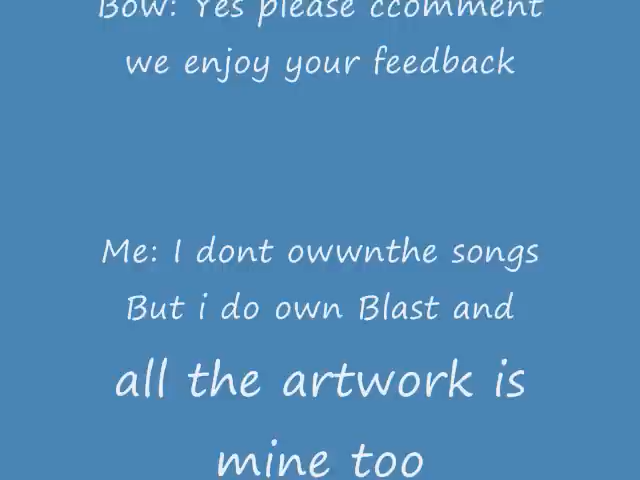 Bow: Yes please ccomment
we enjoy your feedback
Me: I dont owwnthe songs
But i do own Blast and
all the artwork is
mine too